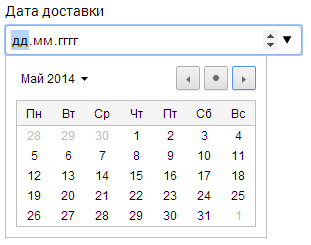 Дата доставки
дд.мм.гггг
Май 2014
Пн Вт Ср Чт Пт Сб Вс
28 29 30 1 2 3 4
5 6 7 8 9 10 11
12 13 14 15 16 17 18
19 20 21 22 23 24 25
26 27 28 29 30 31 1